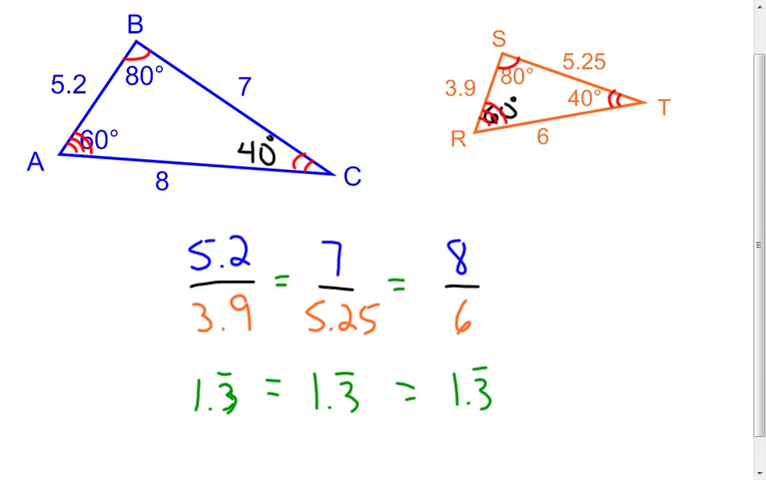 B
80°
5.2
7
60°
40°
A
C
8
S
5.25
80°
3.9
40°
T
60°
R
6
5.2/3.9 = 7/5.25 = 8/6
1.3̅ = 1.3̅ = 1.3̅